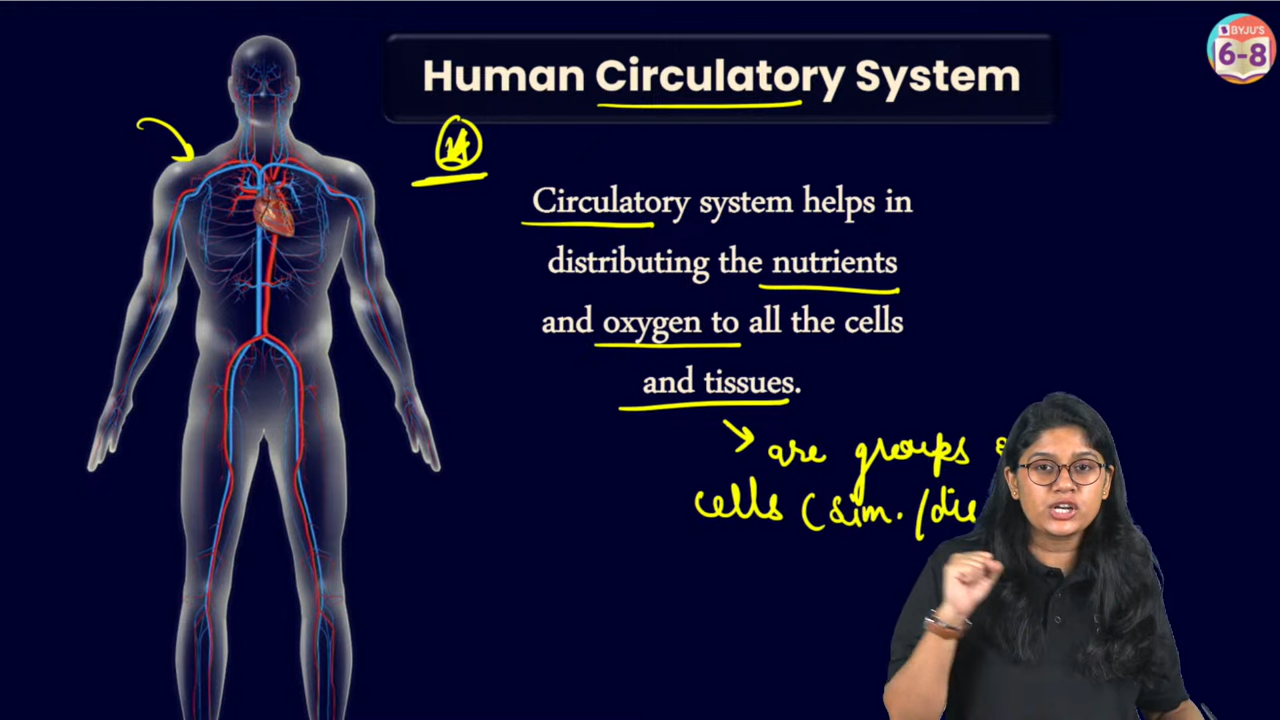 BYJU'S
6-8
Human Circulatory System
Circulatory system helps in
distributing the nutrients
and oxygen to all the cells
and tissues.
→ are groups
cells (sim./dis